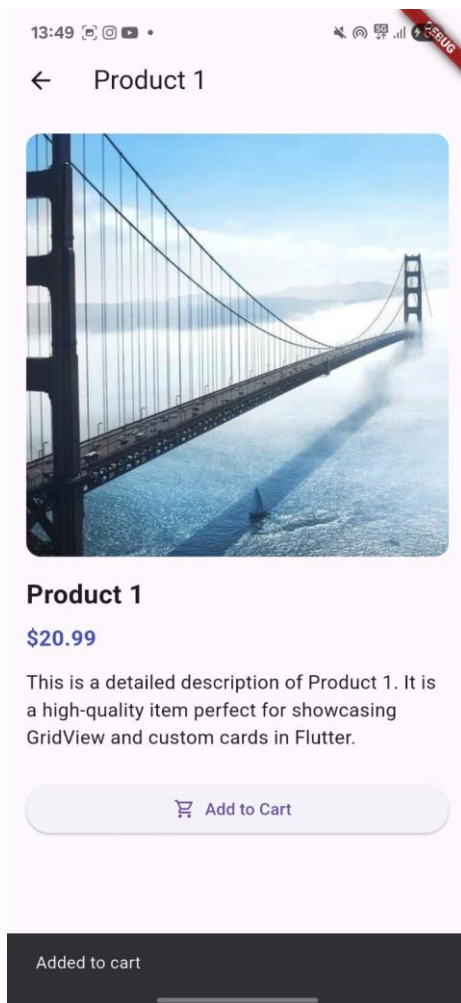 13:49
5G
DEBUG
Product 1
Product 1
$20.99
This is a detailed description of Product 1. It is
a high-quality item perfect for showcasing
GridView and custom cards in Flutter.
Add to Cart
Added to cart